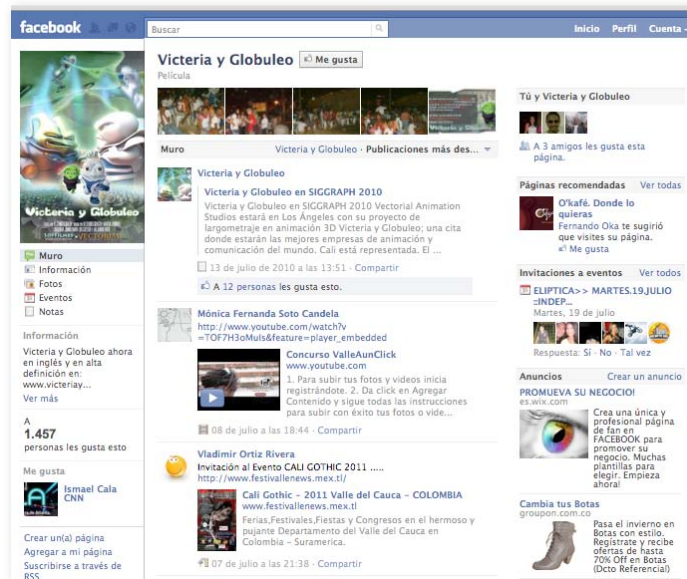 facebook
Buscar
Inicio Perfil Cuenta
Victeria y Globuleo
Me gusta
Película
Victeria y Globuleo
Muro
Información
Fotos
Eventos
Notas
Información
Victeria y Globuleo ahora
en inglés y en alta
definición en:
www.victeriay...
Ver más
A
1.457
personas les gusta esto
Me gusta
Ismael Cala
CNN
Crear un(a) página
Agregar a mi página
Suscribirse a través de
RSS
Muro
Victeria y Globuleo · Publicaciones más des...
Victeria y Globuleo
Victeria y Globuleo en SIGGRAPH 2010
Victeria y Globuleo en SIGGRAPH 2010 Vectorial Animation
Studios estará en Los Ángeles con su proyecto de
largometraje en animación 3D Victeria y Globuleo; una cita
donde estarán las mejores empresas de animación y
comunicación del mundo. Cali está representada. El ...
13 de julio de 2010 a las 13:51 · Compartir
A 12 personas les gusta esto.
Mónica Fernanda Soto Candela
http://www.youtube.com/watch?v
=TOF7H3oMuls&feature=player_embedded
Concurso ValleAunClick
www.youtube.com
1. Para subir tus fotos y videos inicia
registrándote. 2. Da click en Agregar
Contenido y sigue todas las instrucciones
para subir con éxito tus fotos o vide...
08 de julio a las 18:44 · Compartir
Vladimir Ortiz Rivera
Invitación al Evento CALI GOTHIC 2011 .....
http://www.festivallenews.mex.tl/
Cali Gothic - 2011 Valle del Cauca - COLOMBIA
www.festivallenews.mex.tl
Ferias,Festivales,Fiestas y Congresos en el hermoso y
pujante Departamento del Valle del Cauca en
Colombia - Suramerica.
07 de julio a las 21:38 · Compartir
Tú y Victeria y Globuleo
A 3 amigos les gusta esta
página.
Páginas recomendadas Ver todas
O'kafé. Donde lo
quieras
Fernando Oka te sugirió
que visites su página.
Me gusta
Invitaciones a eventos Ver todos
ELIPTICA>> MARTES.19.JULIO
::INDEP...
Martes, 19 de julio
Respuesta: Sí · No · Tal vez
Anuncios Crear un anuncio
PROMUEVA SU NEGOCIO!
es.wix.com
Crea una única y
profesional página
de fan en
FACEBOOK para
promover su
negocio. Muchas
plantillas para
elegir. Empieza
ahora!
Cambia tus Botas
groupon.com.co
Pasa el invierno en
Botas con estilo.
Regístrate y recibe
ofertas de hasta
70% Off en Botas
(Dcto Referencial)